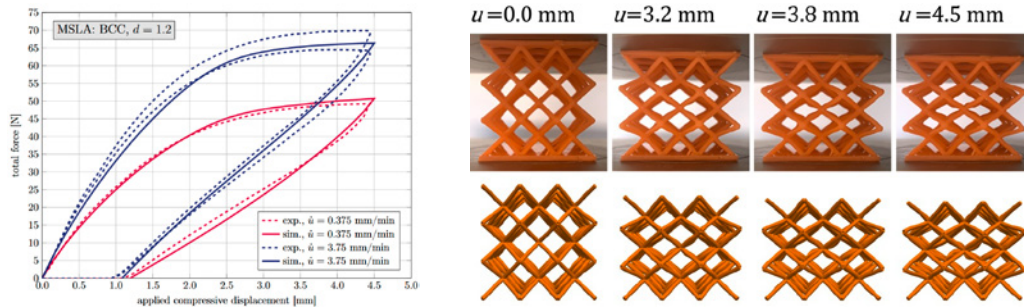 MSLA: BCC, d = 1.2
total force [N]
75
70
65
60
55
50
45
40
35
30
25
20
15
10
5
0
0.0 0.5 1.0 1.5 2.0 2.5 3.0 3.5 4.0 4.5 5.0
applied compressive displacement [mm]
exp., u̇ = 0.375 mm/min
sim., u̇ = 0.375 mm/min
exp., u̇ = 3.75 mm/min
sim., u̇ = 3.75 mm/min
u=0.0 mm u=3.2 mm u=3.8 mm u=4.5 mm